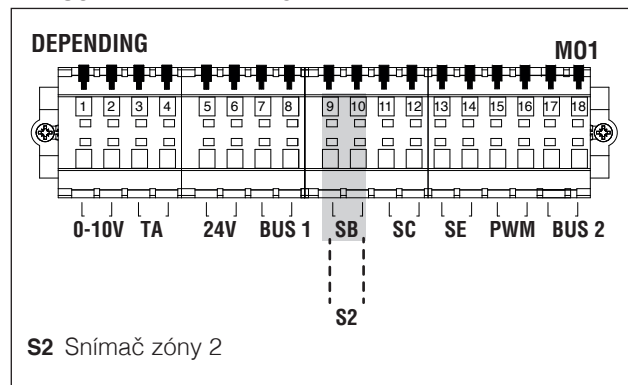 DEPENDING MO1
1 2 3 4 5 6 7 8 9 10 11 12 13 14 15 16 17 18
0-10V TA 24V BUS 1 SB SC SE PWM BUS 2
S2
S2 Snímač zóny 2